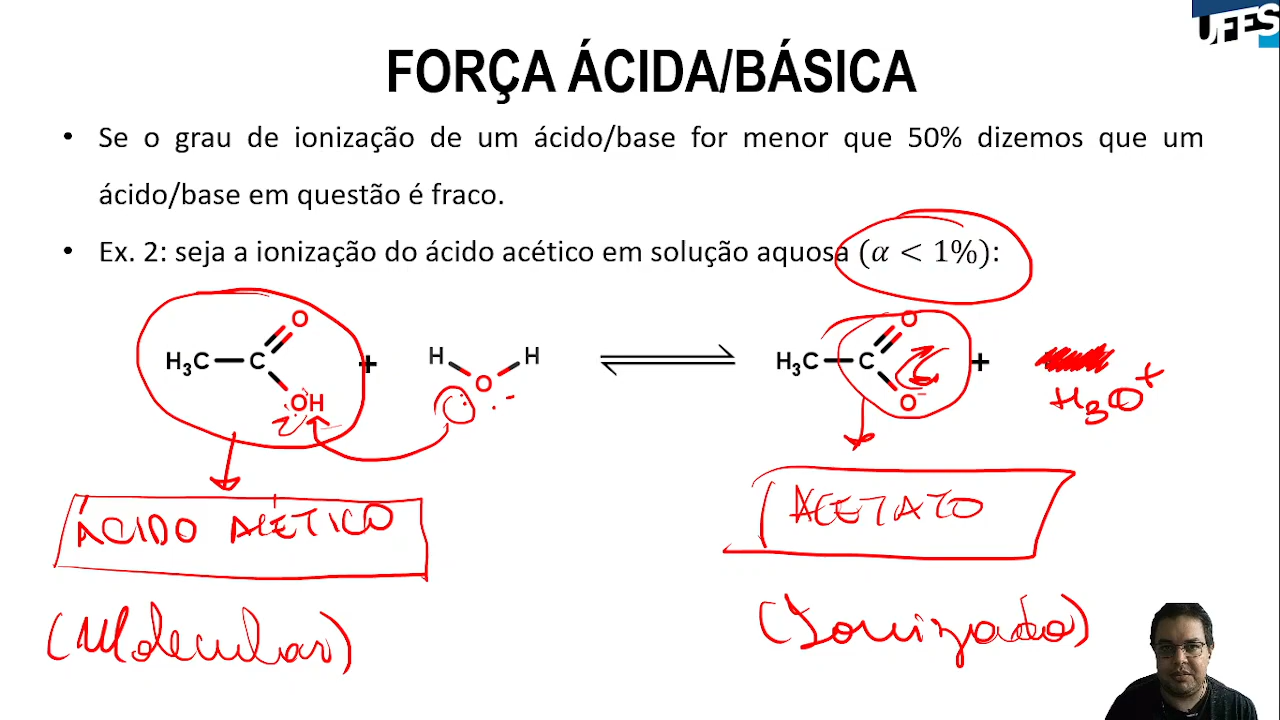 UFES
FORÇA ÁCIDA/BÁSICA
• Se o grau de ionização de um ácido/base for menor que 50% dizemos que um
ácido/base em questão é fraco.
• Ex. 2: seja a ionização do ácido acético em solução aquosa (α < 1%):
H₃C C O OH + H O H ⇌ H₃C C O O⁻ + H₃O⁺
ÁCIDO ACÉTICO
ACETATO
(Molecular)
(Ionizado)